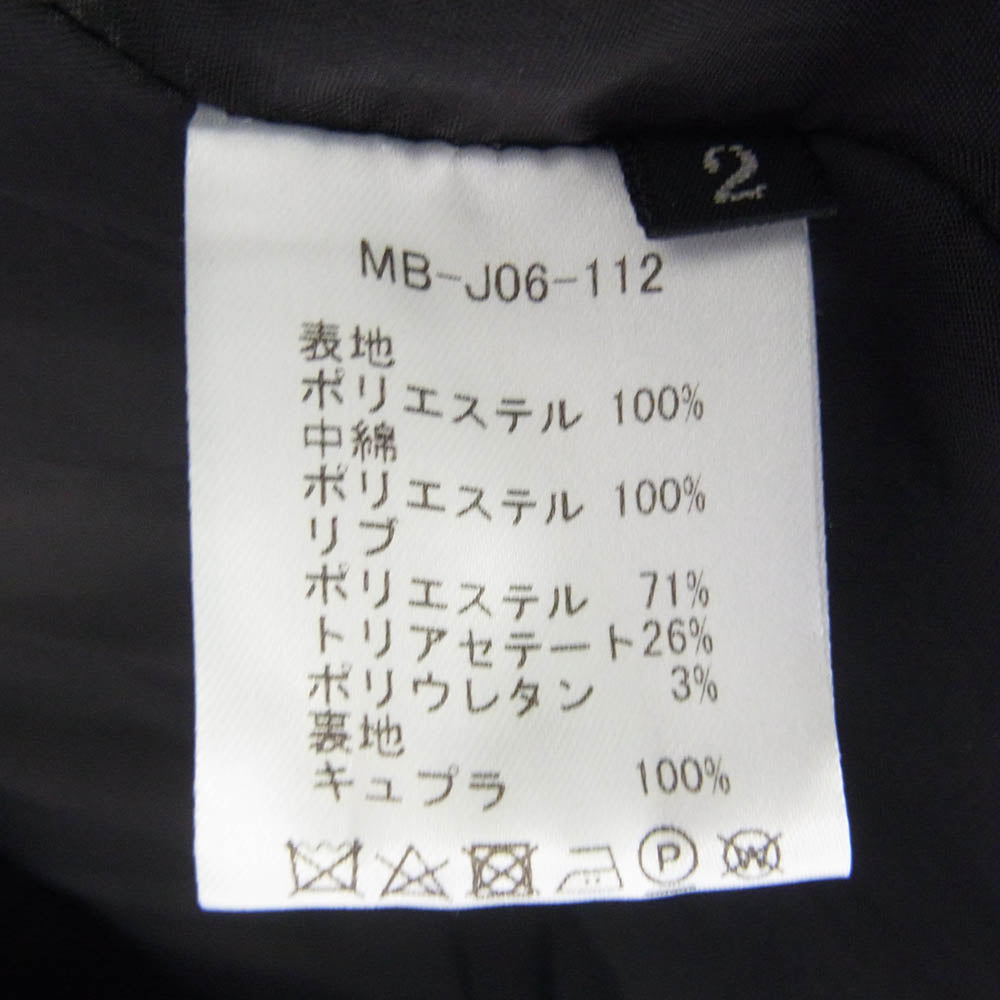 2
MB-J06-112
表地
ポリエステル 100%
中綿
ポリエステル 100%
リブ
ポリエステル 71%
トリアセテート 26%
ポリウレタン 3%
裏地
キュプラ 100%
P
W